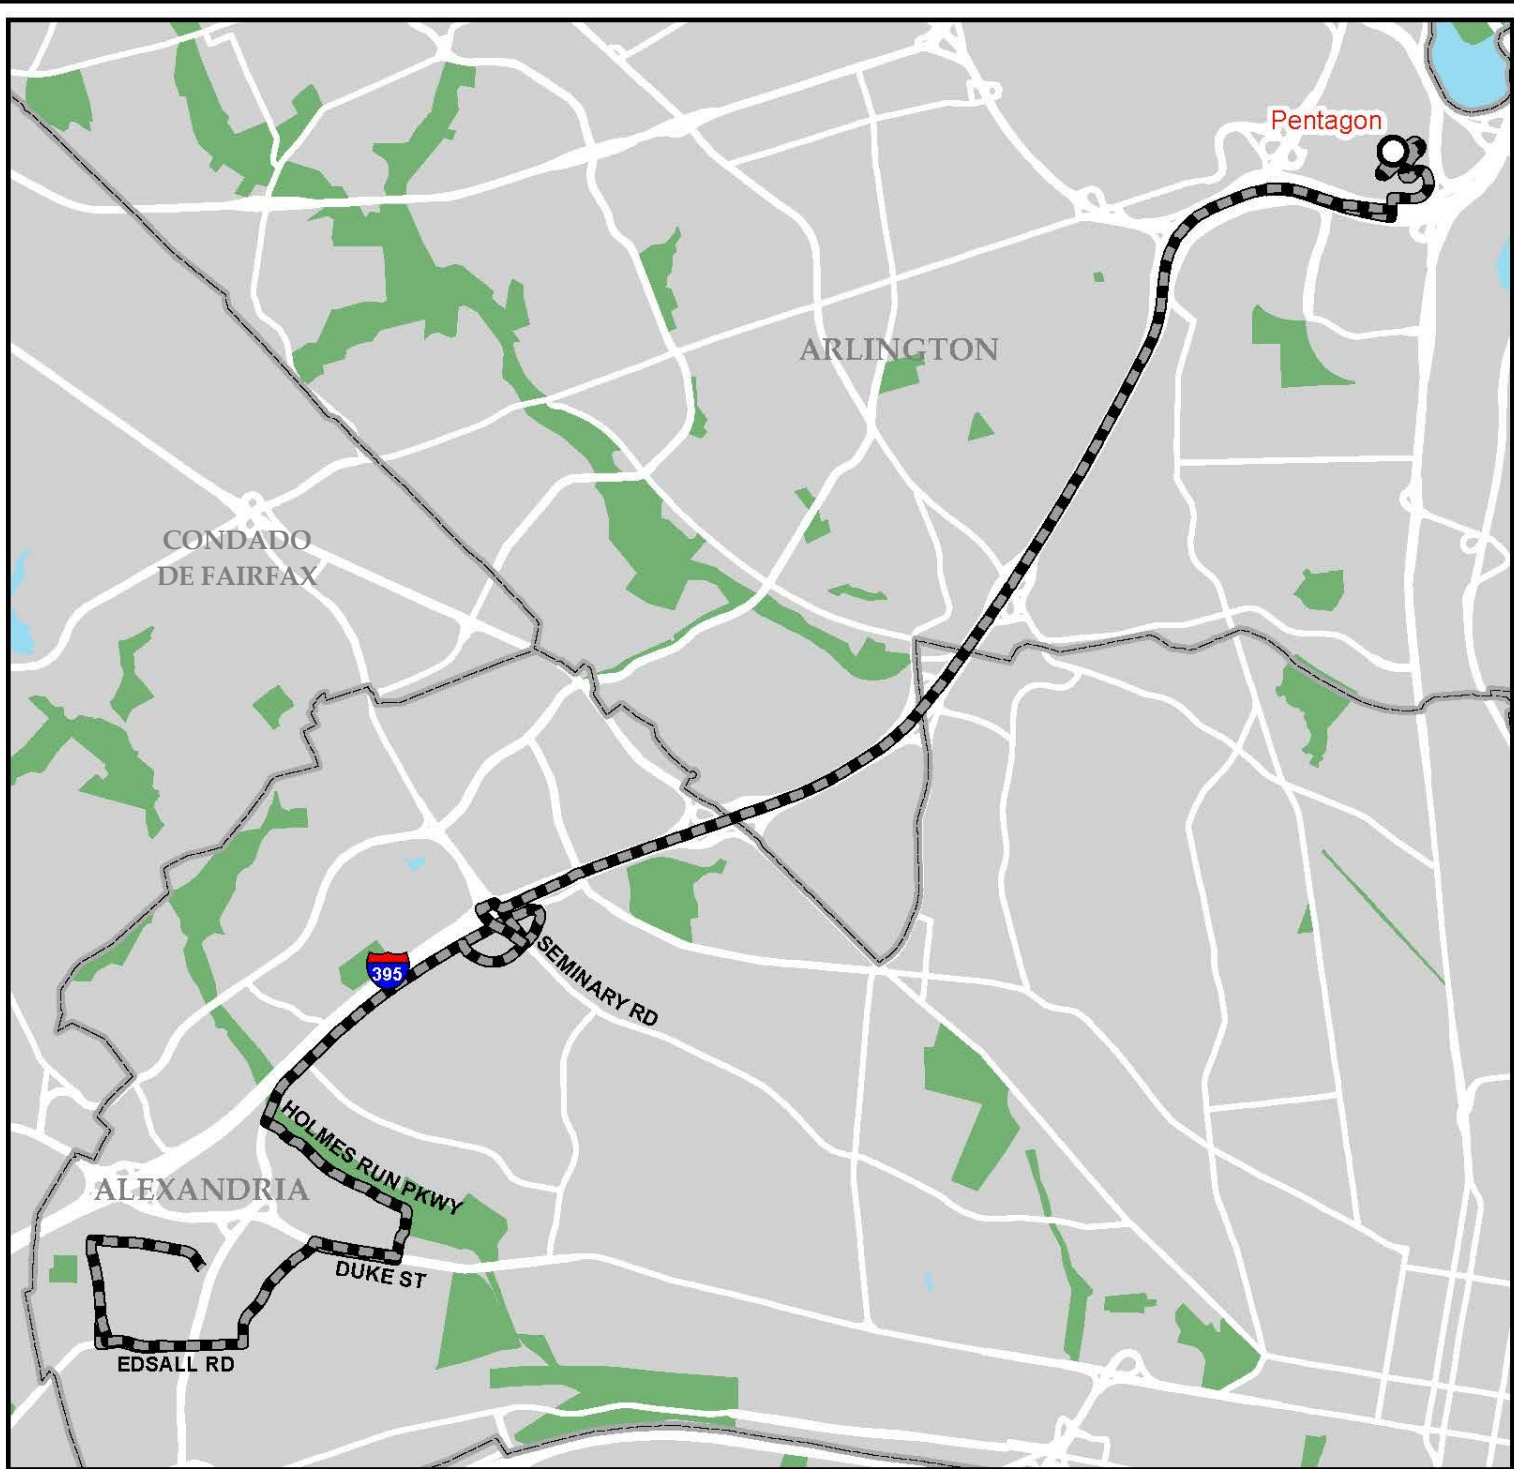 Pentagon
ARLINGTON
CONDADO
DE FAIRFAX
395
SEMINARY RD
HOLMES RUN PKWY
ALEXANDRIA
DUKE ST
EDSALL RD